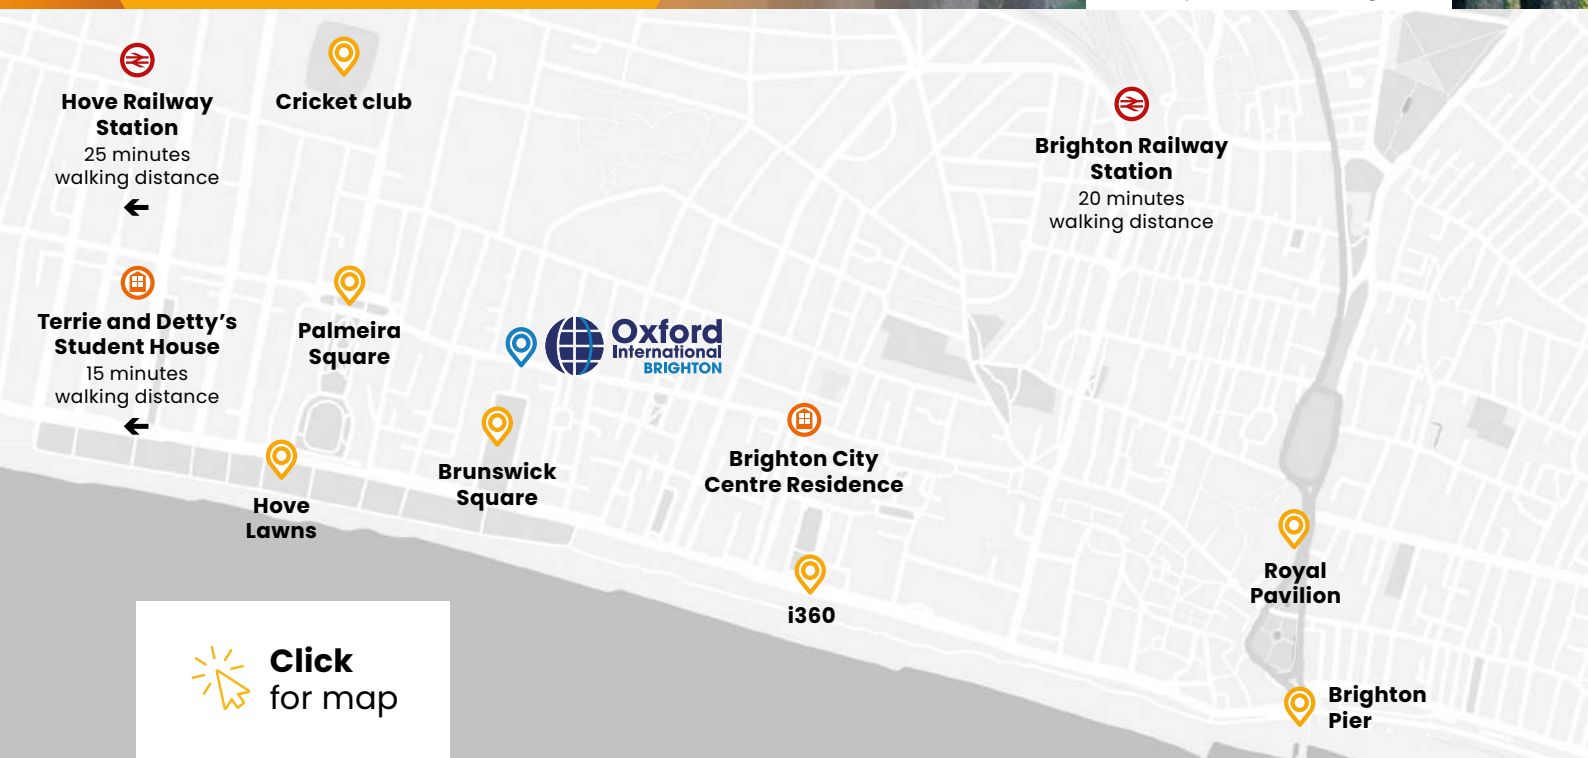 Hove Railway
Station
25 minutes
walking distance
Cricket club
Brighton Railway
Station
20 minutes
walking distance
Terrie and Detty's
Student House
15 minutes
walking distance
Palmeira
Square
Oxford
International
BRIGHTON
Brunswick
Square
Brighton City
Centre Residence
Hove
Lawns
i360
Royal
Pavilion
Click
for map
Brighton
Pier